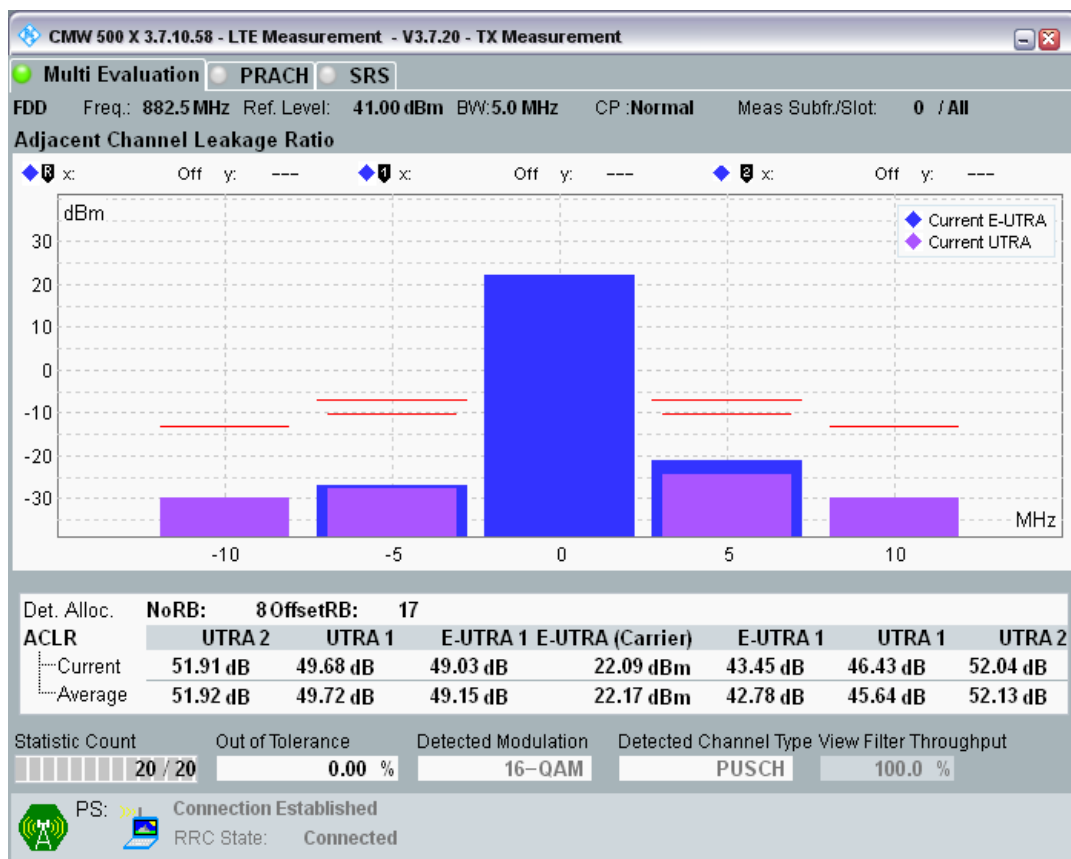 CMW 500 X 3.7.10.58 - LTE Measurement - V3.7.20 - TX Measurement
Multi Evaluation PRACH SRS
FDD Freq.: 882.5 MHz Ref. Level: 41.00 dBm BW:5.0 MHz CP :Normal Meas Subfr./Slot: 0 / All
Adjacent Channel Leakage Ratio
R x: Off y: --- 1 x: Off y: --- 2 x: Off y: ---
dBm
Current E-UTRA
Current UTRA
30
20
10
0
-10
-20
-30
MHz
-10 -5 0 5 10
Det. Alloc. NoRB: 8 OffsetRB: 17
ACLR UTRA 2 UTRA 1 E-UTRA 1 E-UTRA (Carrier) E-UTRA 1 UTRA 1 UTRA 2
Current 51.91 dB 49.68 dB 49.03 dB 22.09 dBm 43.45 dB 46.43 dB 52.04 dB
Average 51.92 dB 49.72 dB 49.15 dB 22.17 dBm 42.78 dB 45.64 dB 52.13 dB
Statistic Count Out of Tolerance Detected Modulation Detected Channel Type View Filter Throughput
20 / 20 0.00 % 16-QAM PUSCH 100.0 %
PS: Connection Established
RRC State: Connected